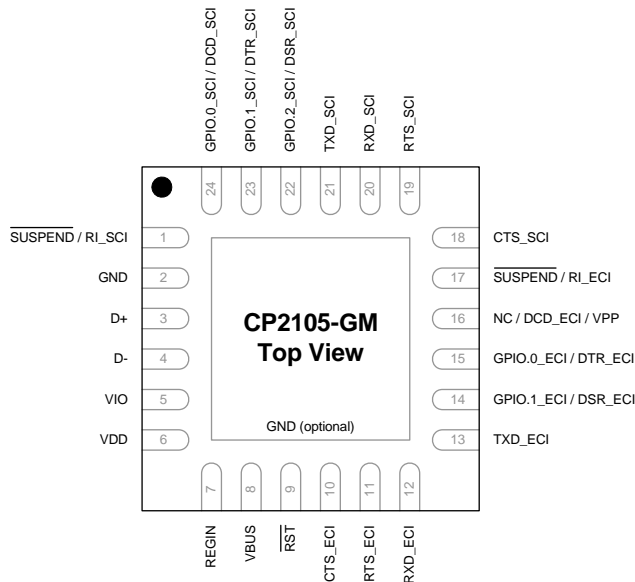 GPIO.0_SCI / DCD_SCI
GPIO.1_SCI / DTR_SCI
GPIO.2_SCI / DSR_SCI
TXD_SCI
RXD_SCI
RTS_SCI
24
23
22
21
20
19
SUSPEND / RI_SCI
1
18
CTS_SCI
GND
2
17
SUSPEND / RI_ECI
D+
3
16
NC / DCD_ECI / VPP
D-
4
15
GPIO.0_ECI / DTR_ECI
VIO
5
14
GPIO.1_ECI / DSR_ECI
VDD
6
13
TXD_ECI
CP2105-GM
Top View
GND (optional)
7
8
9
10
11
12
REGIN
VBUS
RST
CTS_ECI
RTS_ECI
RXD_ECI